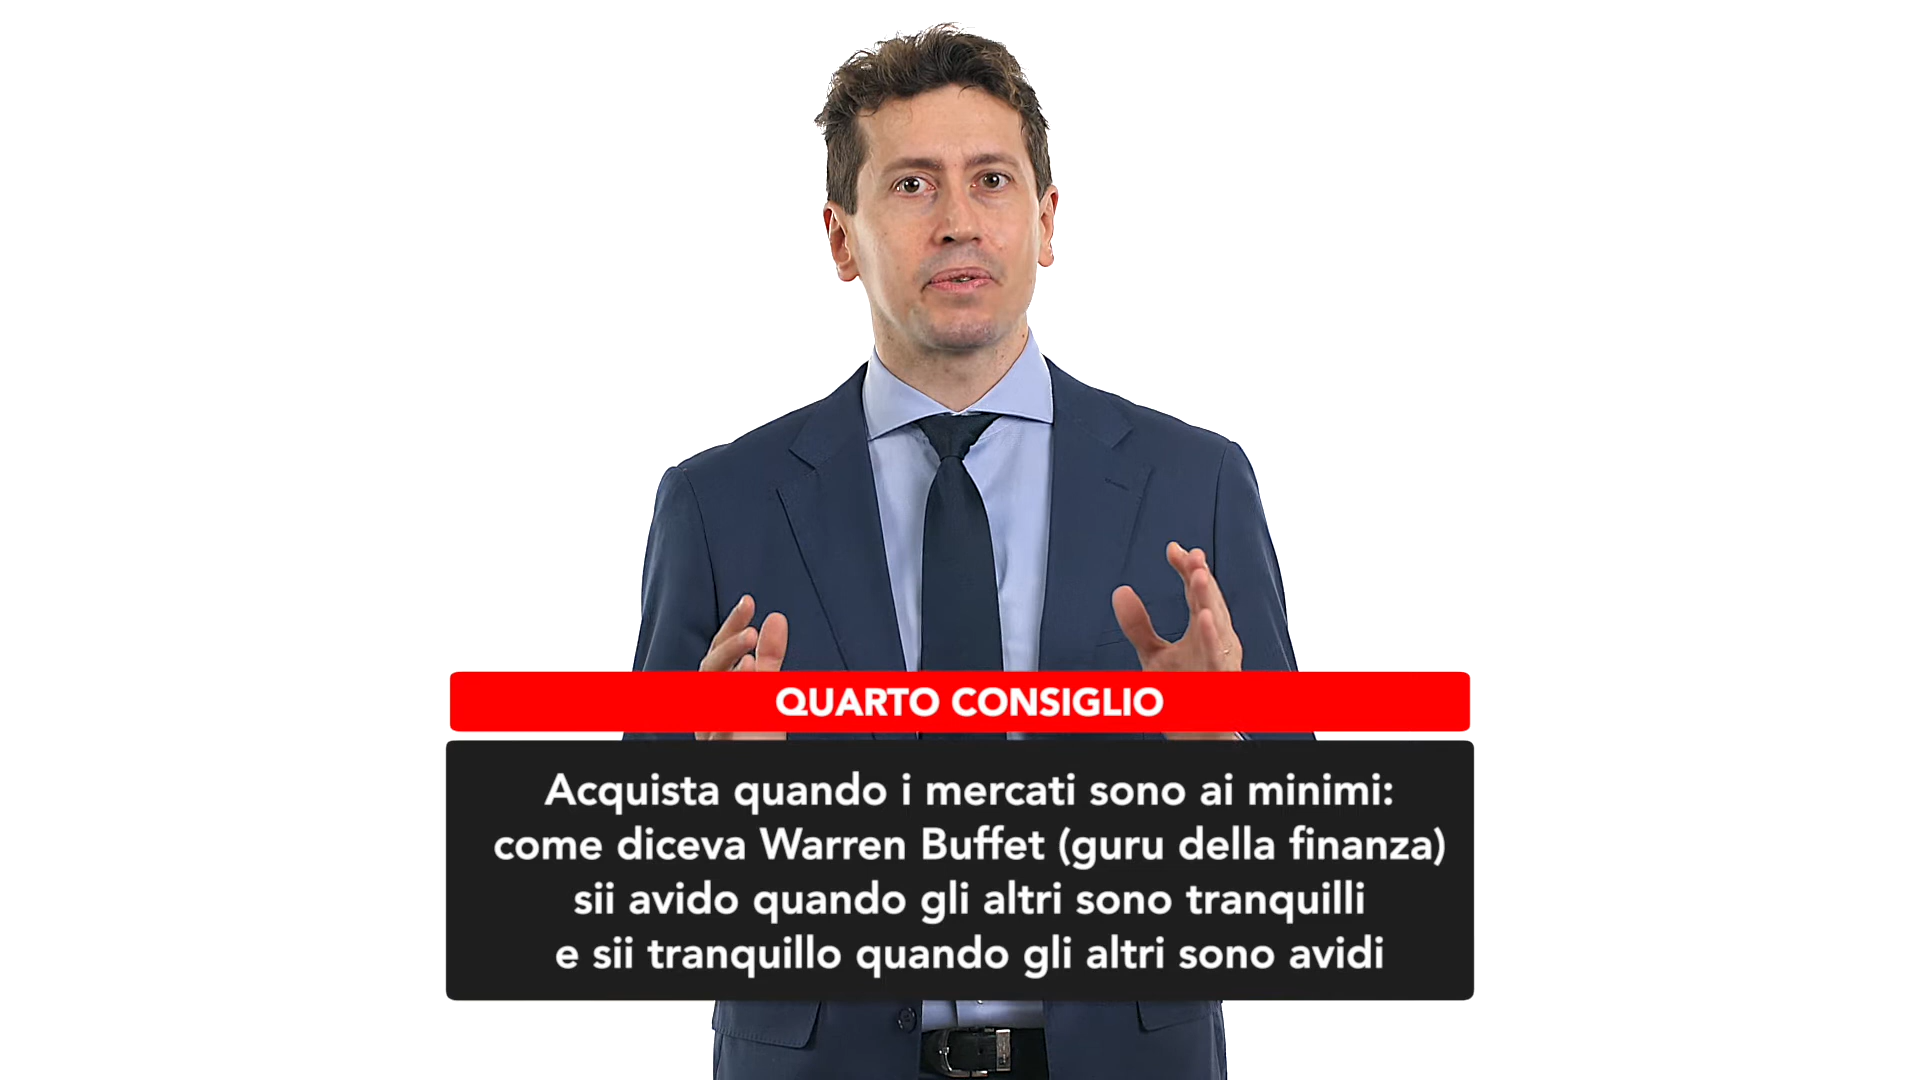 QUARTO CONSIGLIO
Acquista quando i mercati sono ai minimi:
come diceva Warren Buffet (guru della finanza)
sii avido quando gli altri sono tranquilli
e sii tranquillo quando gli altri sono avidi